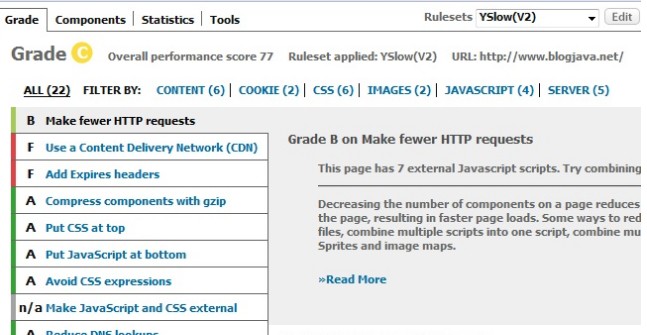 Grade Components Statistics Tools Rulesets YSlow(V2) Edit
Grade C Overall performance score 77 Ruleset applied: YSlow(V2) URL: http://www.blogjava.net/
ALL (22) FILTER BY: CONTENT (6) | COOKIE (2) | CSS (6) | IMAGES (2) | JAVASCRIPT (4) | SERVER (5)
B Make fewer HTTP requests
F Use a Content Delivery Network (CDN)
F Add Expires headers
A Compress components with gzip
A Put CSS at top
A Put JavaScript at bottom
A Avoid CSS expressions
n/a Make JavaScript and CSS external
A Reduce DNS lookups
Grade B on Make fewer HTTP requests
This page has 7 external Javascript scripts. Try combining
Decreasing the number of components on a page reduces
the page, resulting in faster page loads. Some ways to red
files, combine multiple scripts into one script, combine mu
Sprites and image maps.
»Read More